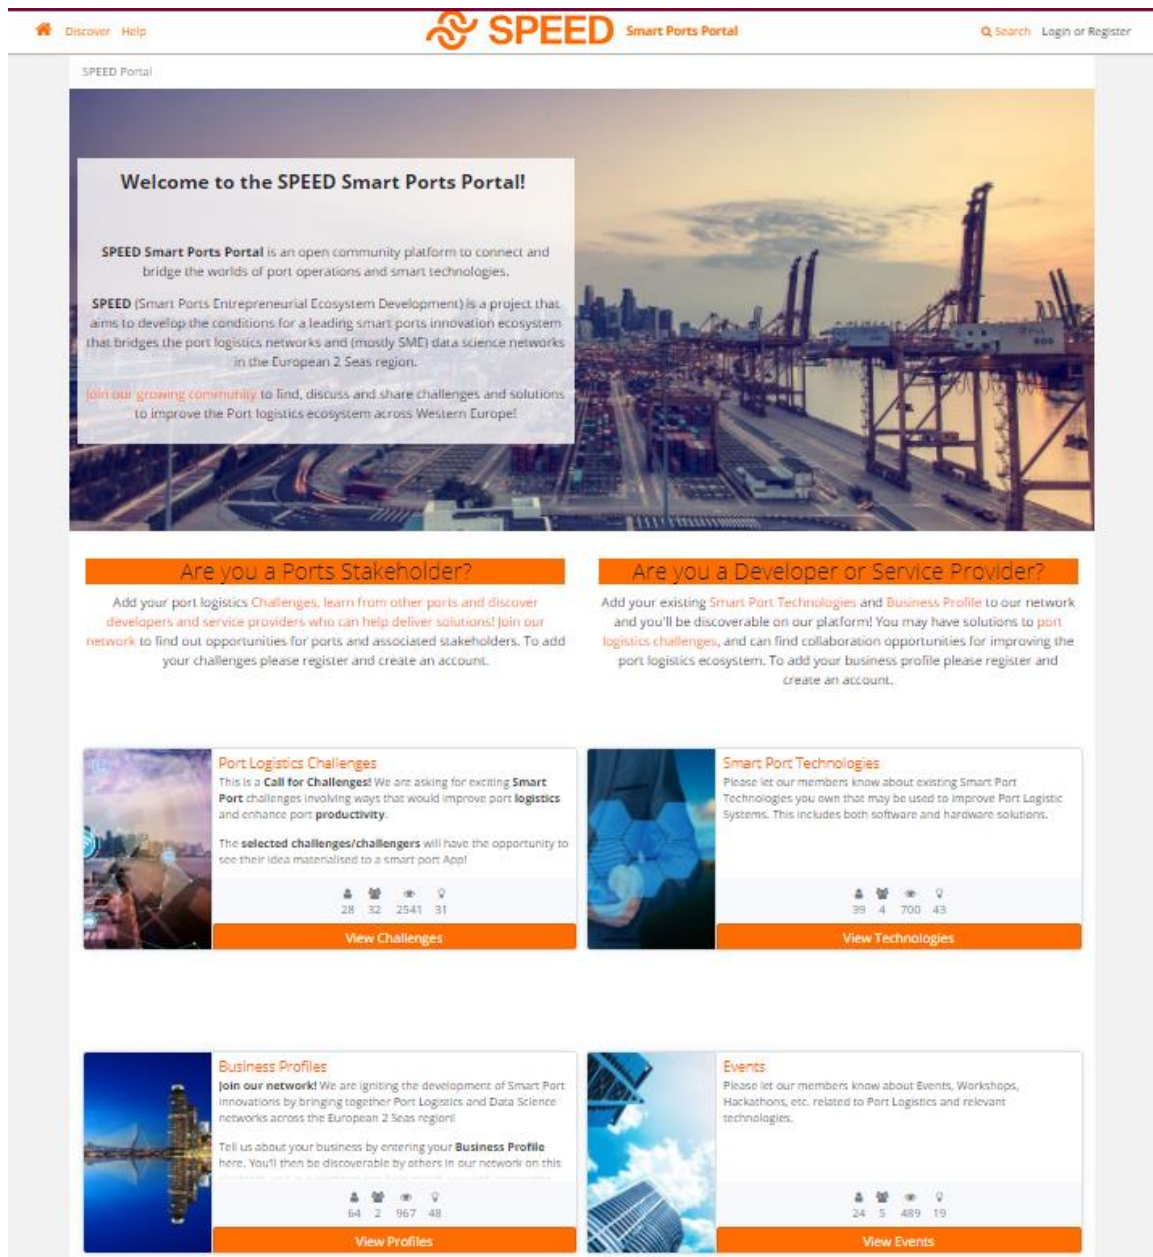 Discover Help
SPEED Smart Ports Portal
Search Login or Register
SPEED Portal
Welcome to the SPEED Smart Ports Portal!
SPEED Smart Ports Portal is an open community platform to connect and
bridge the worlds of port operations and smart technologies.
SPEED (Smart Ports Entrepreneurial Ecosystem Development) is a project that
aims to develop the conditions for a leading smart ports innovation ecosystem
that bridges the port logistics networks and (mostly SME) data science networks
in the European 2 Seas region.
Join our growing community to find, discuss and share challenges and solutions
to improve the Port logistics ecosystem across Western Europe!
Are you a Ports Stakeholder?
Add your port logistics Challenges, learn from other ports and discover
developers and service providers who can help deliver solutions! Join our
network to find out opportunities for ports and associated stakeholders. To add
your challenges please register and create an account.
Are you a Developer or Service Provider?
Add your existing Smart Port Technologies and Business Profile to our network
and you'll be discoverable on our platform! You may have solutions to port
logistics challenges, and can find collaboration opportunities for improving the
port logistics ecosystem. To add your business profile please register and
create an account.
Port Logistics Challenges
This is a Call for Challenges! We are asking for exciting Smart
Port challenges involving ways that would improve port logistics
and enhance port productivity.
The selected challenges/challengers will have the opportunity to
see their idea materialised to a smart port App!
28 32 2541 31
View Challenges
Smart Port Technologies
Please let our members know about existing Smart Port
Technologies you own that may be used to improve Port Logistic
Systems. This includes both software and hardware solutions.
39 4 700 43
View Technologies
Business Profiles
Join our network! We are igniting the development of Smart Port
innovations by bringing together Port Logistics and Data Science
networks across the European 2 Seas region!
Tell us about your business by entering your Business Profile
here. You'll then be discoverable by others in our network on this
64 2 967 48
View Profiles
Events
Please let our members know about Events, Workshops,
Hackathons, etc. related to Port Logistics and relevant
technologies.
24 5 489 19
View Events